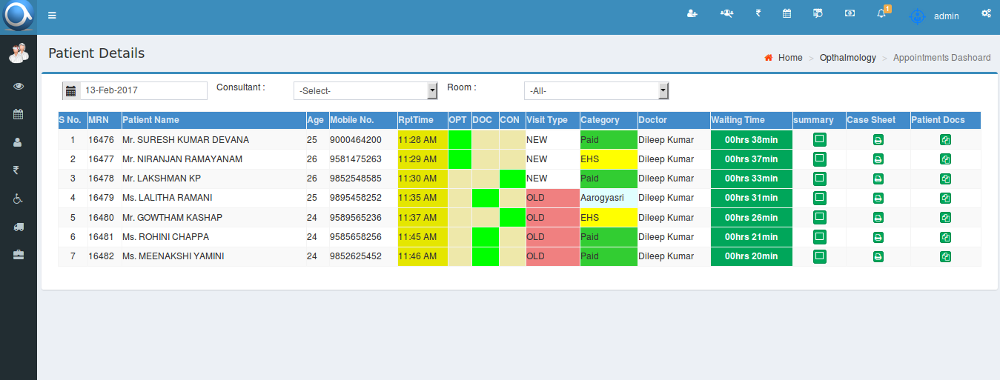 1
admin
Patient Details
Home > Opthalmology > Appointments Dashoard
13-Feb-2017 Consultant : -Select- Room : -All-
S No. MRN Patient Name Age Mobile No. RptTime OPT DOC CON Visit Type Category Doctor Waiting Time summary Case Sheet Patient Docs
1 16476 Mr. SURESH KUMAR DEVANA 25 9000464200 11:28 AM NEW Paid Dileep Kumar 00hrs 38min
2 16477 Mr. NIRANJAN RAMAYANAM 26 9581475263 11:29 AM NEW EHS Dileep Kumar 00hrs 37min
3 16478 Mr. LAKSHMAN KP 26 9852548585 11:30 AM NEW Paid Dileep Kumar 00hrs 33min
4 16479 Ms. LALITHA RAMANI 25 9895458252 11:35 AM OLD Aarogyasri Dileep Kumar 00hrs 31min
5 16480 Mr. GOWTHAM KASHAP 24 9589565236 11:37 AM OLD EHS Dileep Kumar 00hrs 26min
6 16481 Ms. ROHINI CHAPPA 24 9585658256 11:45 AM OLD Paid Dileep Kumar 00hrs 21min
7 16482 Ms. MEENAKSHI YAMINI 24 9852625452 11:46 AM OLD Paid Dileep Kumar 00hrs 20min